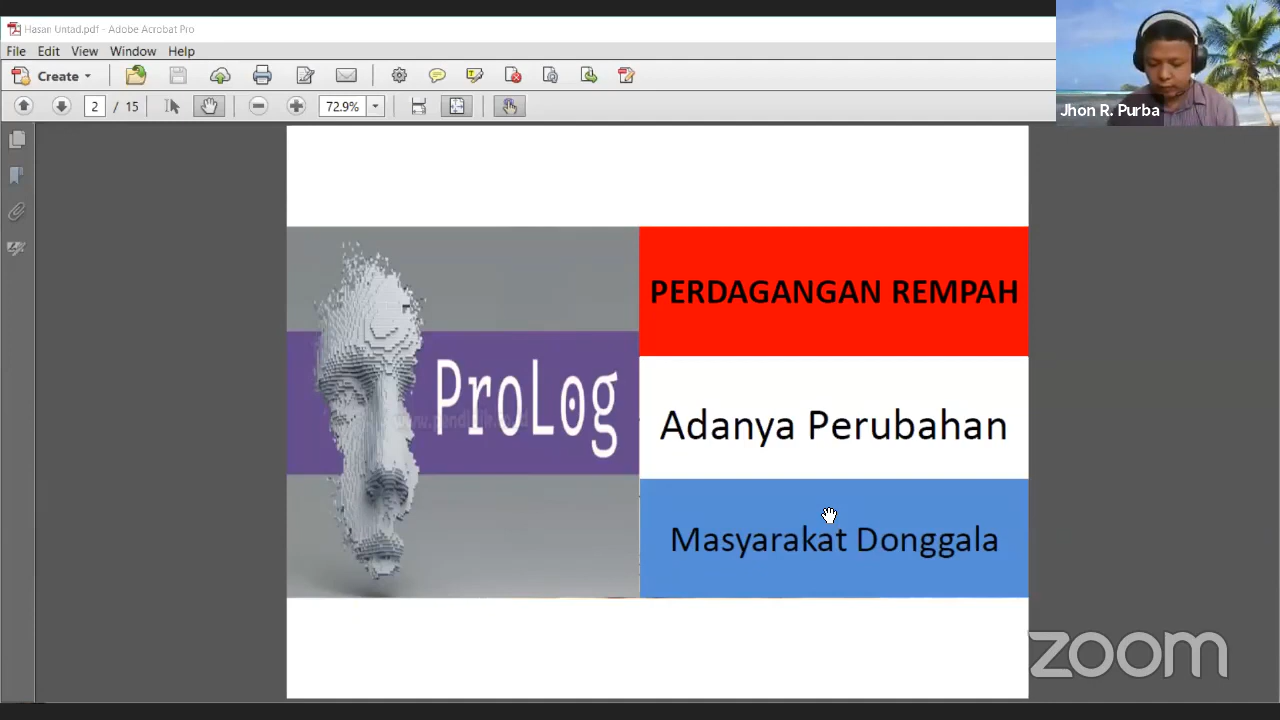 Hasan Untad.pdf - Adobe Acrobat Pro
File Edit View Window Help
Create
2 / 15 72.9%
Jhon R. Purba
PERDAGANGAN REMPAH
ProLog
Adanya Perubahan
Masyarakat Donggala
zoom